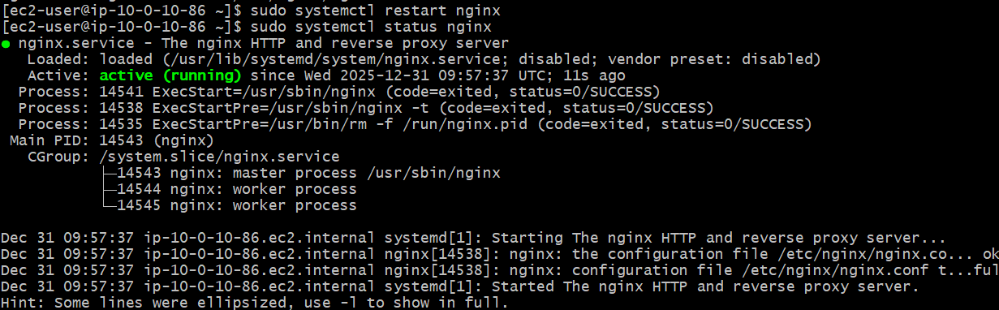 [ec2-user@ip-10-0-10-86 ~]$ sudo systemctl restart nginx
[ec2-user@ip-10-0-10-86 ~]$ sudo systemctl status nginx
● nginx.service - The nginx HTTP and reverse proxy server
   Loaded: loaded (/usr/lib/systemd/system/nginx.service; disabled; vendor preset: disabled)
   Active: active (running) since Wed 2025-12-31 09:57:37 UTC; 11s ago
  Process: 14541 ExecStart=/usr/sbin/nginx (code=exited, status=0/SUCCESS)
  Process: 14538 ExecStartPre=/usr/sbin/nginx -t (code=exited, status=0/SUCCESS)
  Process: 14535 ExecStartPre=/usr/bin/rm -f /run/nginx.pid (code=exited, status=0/SUCCESS)
 Main PID: 14543 (nginx)
   CGroup: /system.slice/nginx.service
           ├─14543 nginx: master process /usr/sbin/nginx
           ├─14544 nginx: worker process
           └─14545 nginx: worker process

Dec 31 09:57:37 ip-10-0-10-86.ec2.internal systemd[1]: Starting The nginx HTTP and reverse proxy server...
Dec 31 09:57:37 ip-10-0-10-86.ec2.internal nginx[14538]: nginx: the configuration file /etc/nginx/nginx.co... ok
Dec 31 09:57:37 ip-10-0-10-86.ec2.internal nginx[14538]: nginx: configuration file /etc/nginx/nginx.conf t...ful
Dec 31 09:57:37 ip-10-0-10-86.ec2.internal systemd[1]: Started The nginx HTTP and reverse proxy server.
Hint: Some lines were ellipsized, use -l to show in full.